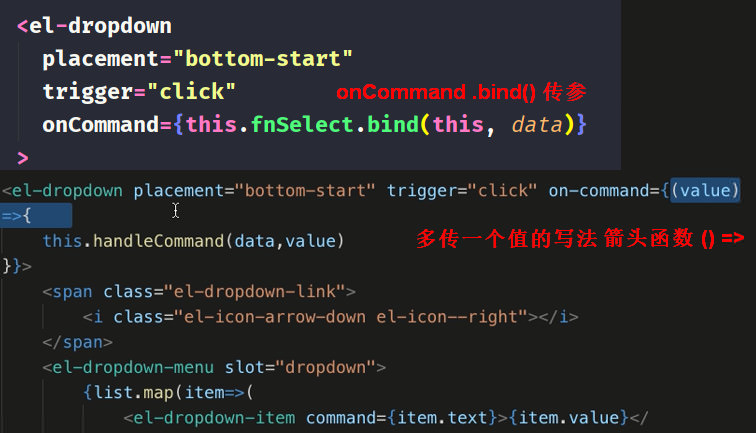 <el-dropdown
placement="bottom-start"
trigger="click"
onCommand .bind() 传参
onCommand={this.fnSelect.bind(this, data)}
>
<el-dropdown placement="bottom-start" trigger="click" on-command={(value)
=>{
this.handleCommand(data,value)
多传一个值的写法 箭头函数 () =>
}}>
<span class="el-dropdown-link">
<i class="el-icon-arrow-down el-icon--right"></i>
</span>
<el-dropdown-menu slot="dropdown">
{list.map(item=>(
<el-dropdown-item command={item.text}>{item.value}</